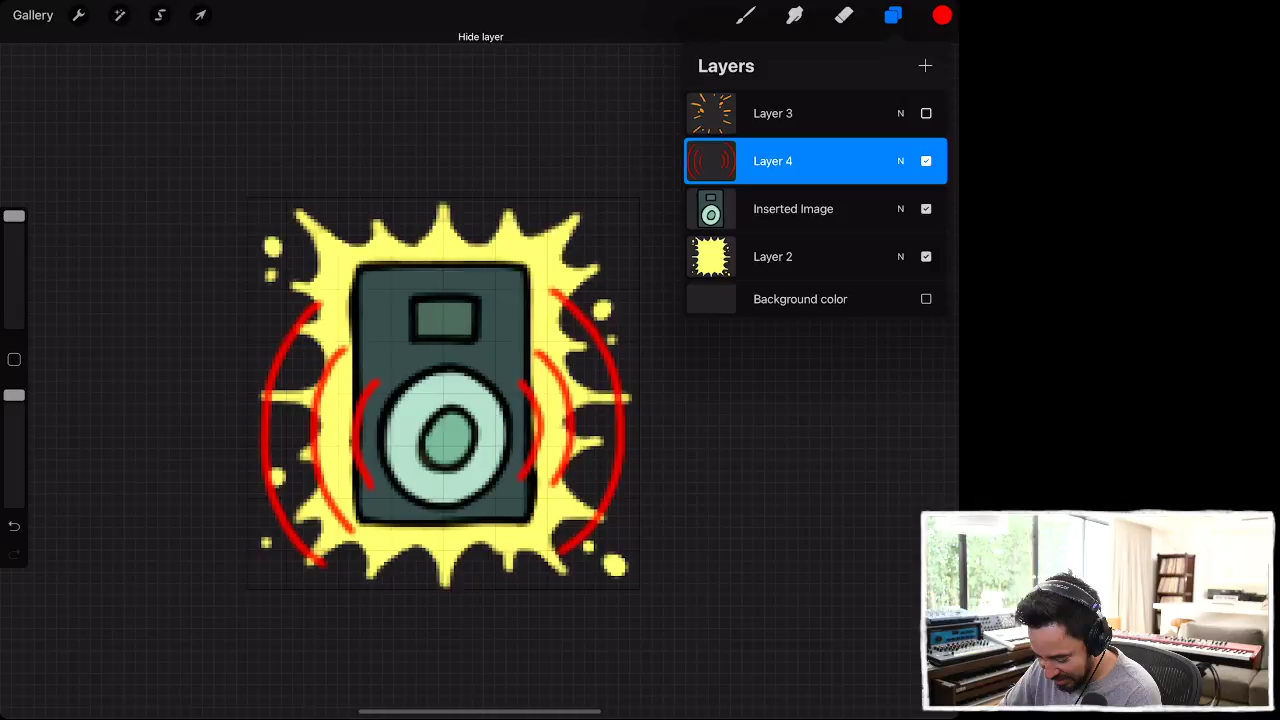 Gallery
Hide layer
Layers
Layer 3 N
Layer 4 N
Inserted Image N
Layer 2 N
Background color